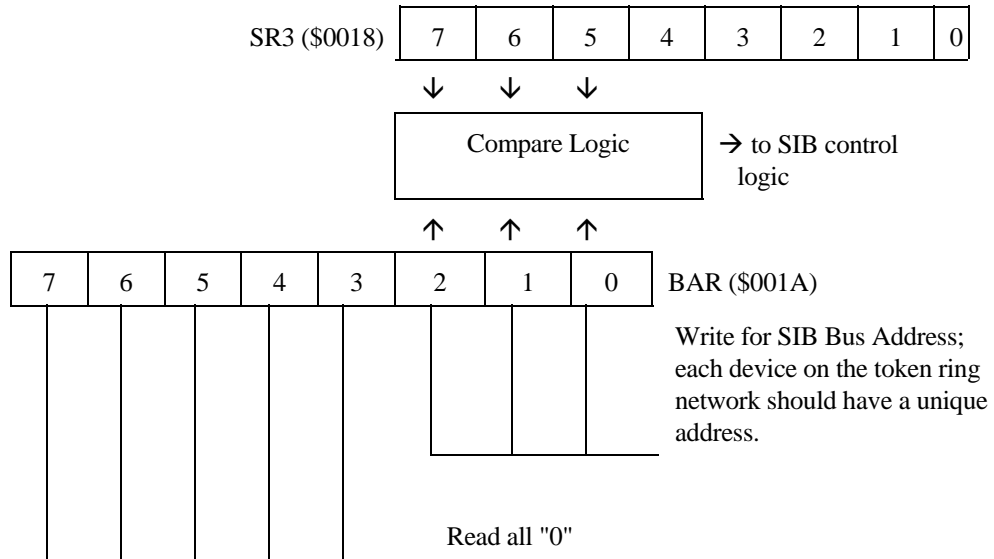 SR3 ($0018) 7 6 5 4 3 2 1 0
Compare Logic → to SIB control
logic
7 6 5 4 3 2 1 0 BAR ($001A)
Write for SIB Bus Address;
each device on the token ring
network should have a unique
address.
Read all "0"